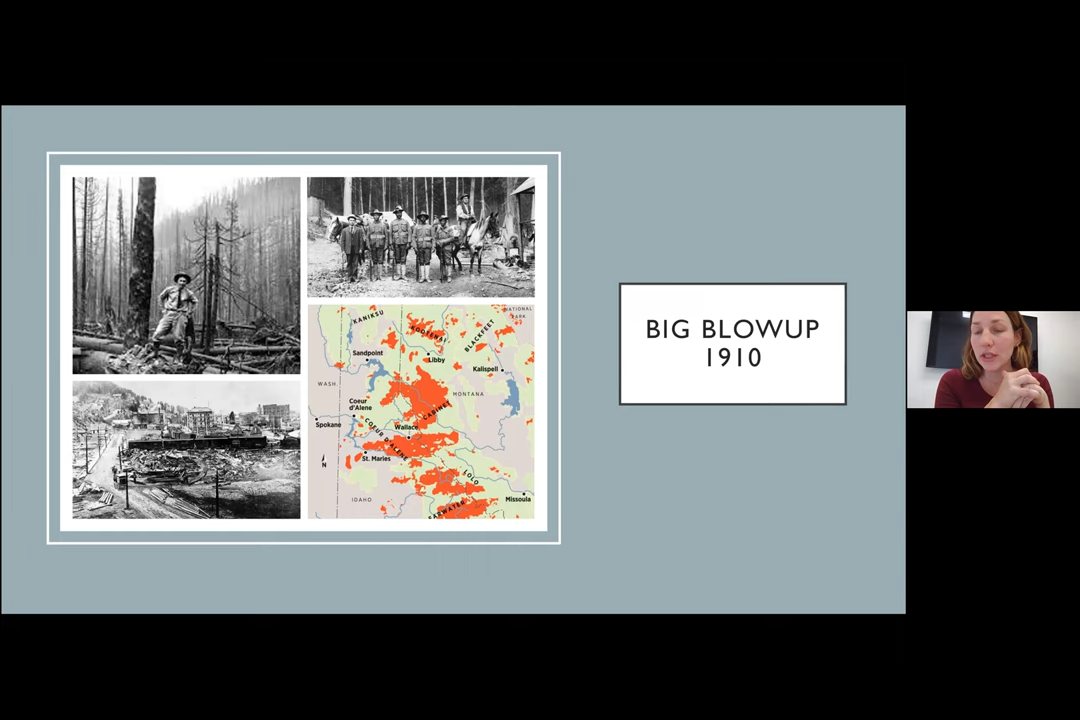 BIG BLOWUP
1910
KANIKSU
KOOTENAI
BLACKFEET
NATIONAL
PARK
Sandpoint
Libby
Kalispell
WASH.
MONTANA
Coeur
d'Alene
CABINET
Spokane
Wallace
COEUR D'ALENE
St. Maries
N
LOLO
IDAHO
Missoula
EARWATER